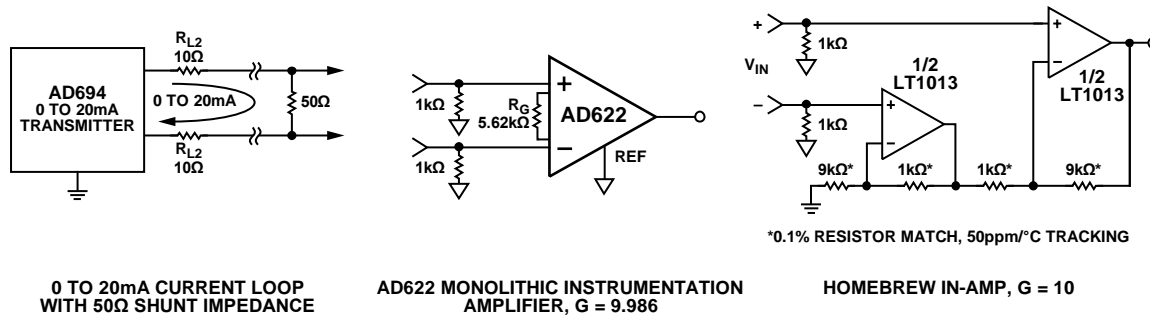 R_L2
10Ω
AD694
0 TO 20mA
TRANSMITTER
0 TO 20mA
50Ω
R_L2
10Ω
0 TO 20mA CURRENT LOOP
WITH 50Ω SHUNT IMPEDANCE
+
1kΩ
R_G
5.62kΩ
AD622
–
1kΩ
REF
AD622 MONOLITHIC INSTRUMENTATION
AMPLIFIER, G = 9.986
+
1kΩ
V_IN
+
–
1/2
LT1013
1/2
LT1013
–
+
–
1kΩ
9kΩ*
1kΩ*
1kΩ*
9kΩ*
*0.1% RESISTOR MATCH, 50ppm/°C TRACKING
HOMEBREW IN-AMP, G = 10